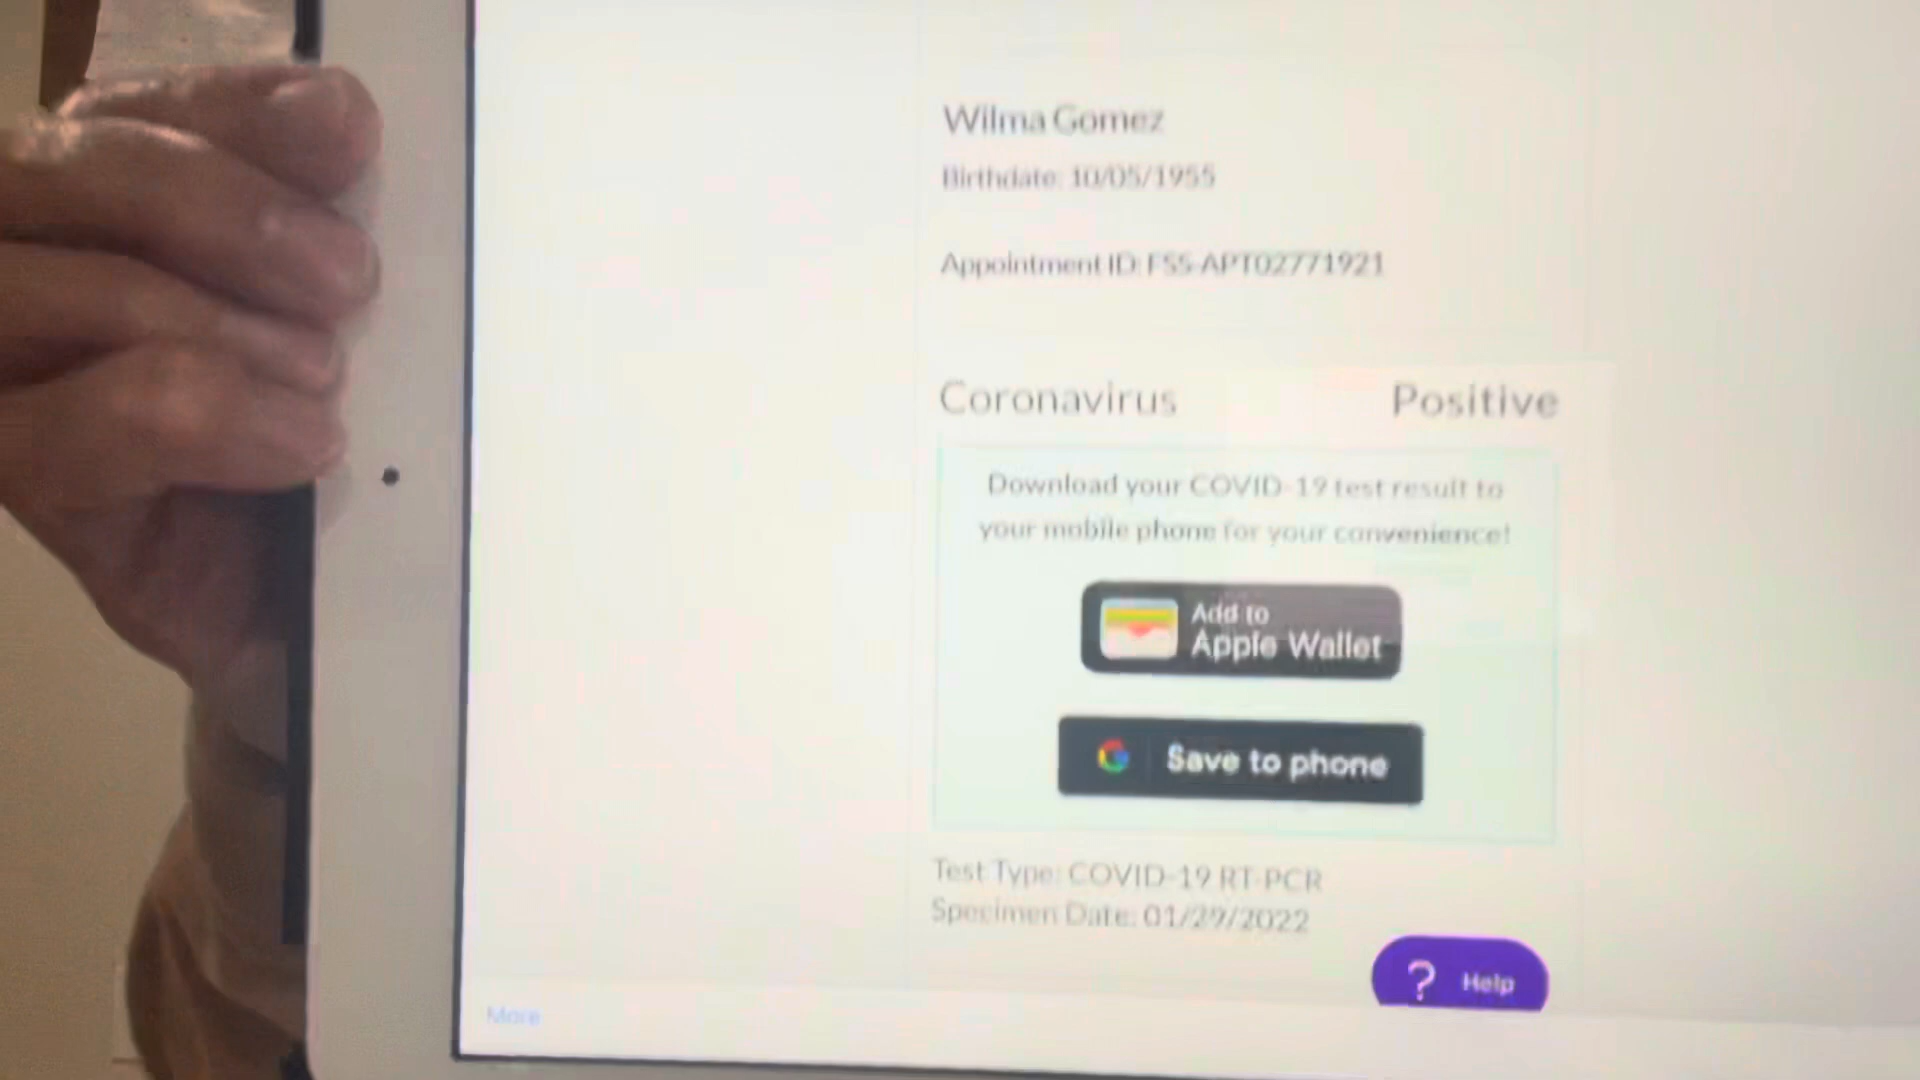 Wilma Gomez
Birthdate: 10/05/1955
Appointment ID: FSS-APT02771921
Coronavirus Positive
Download your COVID-19 test result to
your mobile phone for your convenience!
Add to
Apple Wallet
Save to phone
Test Type: COVID-19 RT-PCR
Specimen Date: 01/29/2022
? Help
More